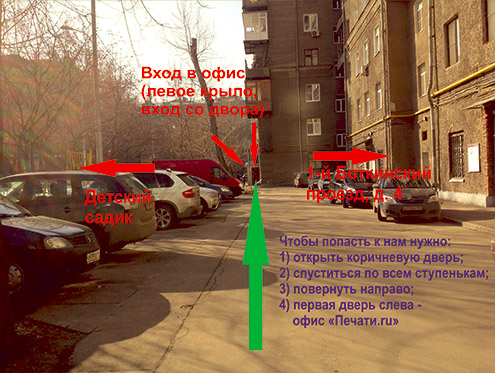 Вход в офис
(левое крыло,
вход со двора)
Детский
садик
1-й Боткинский
проезд, д. 4
Чтобы попасть к нам нужно:
1) открыть коричневую дверь;
2) спуститься по всем ступенькам;
3) повернуть направо;
4) первая дверь слева -
офис «Печати.ru»